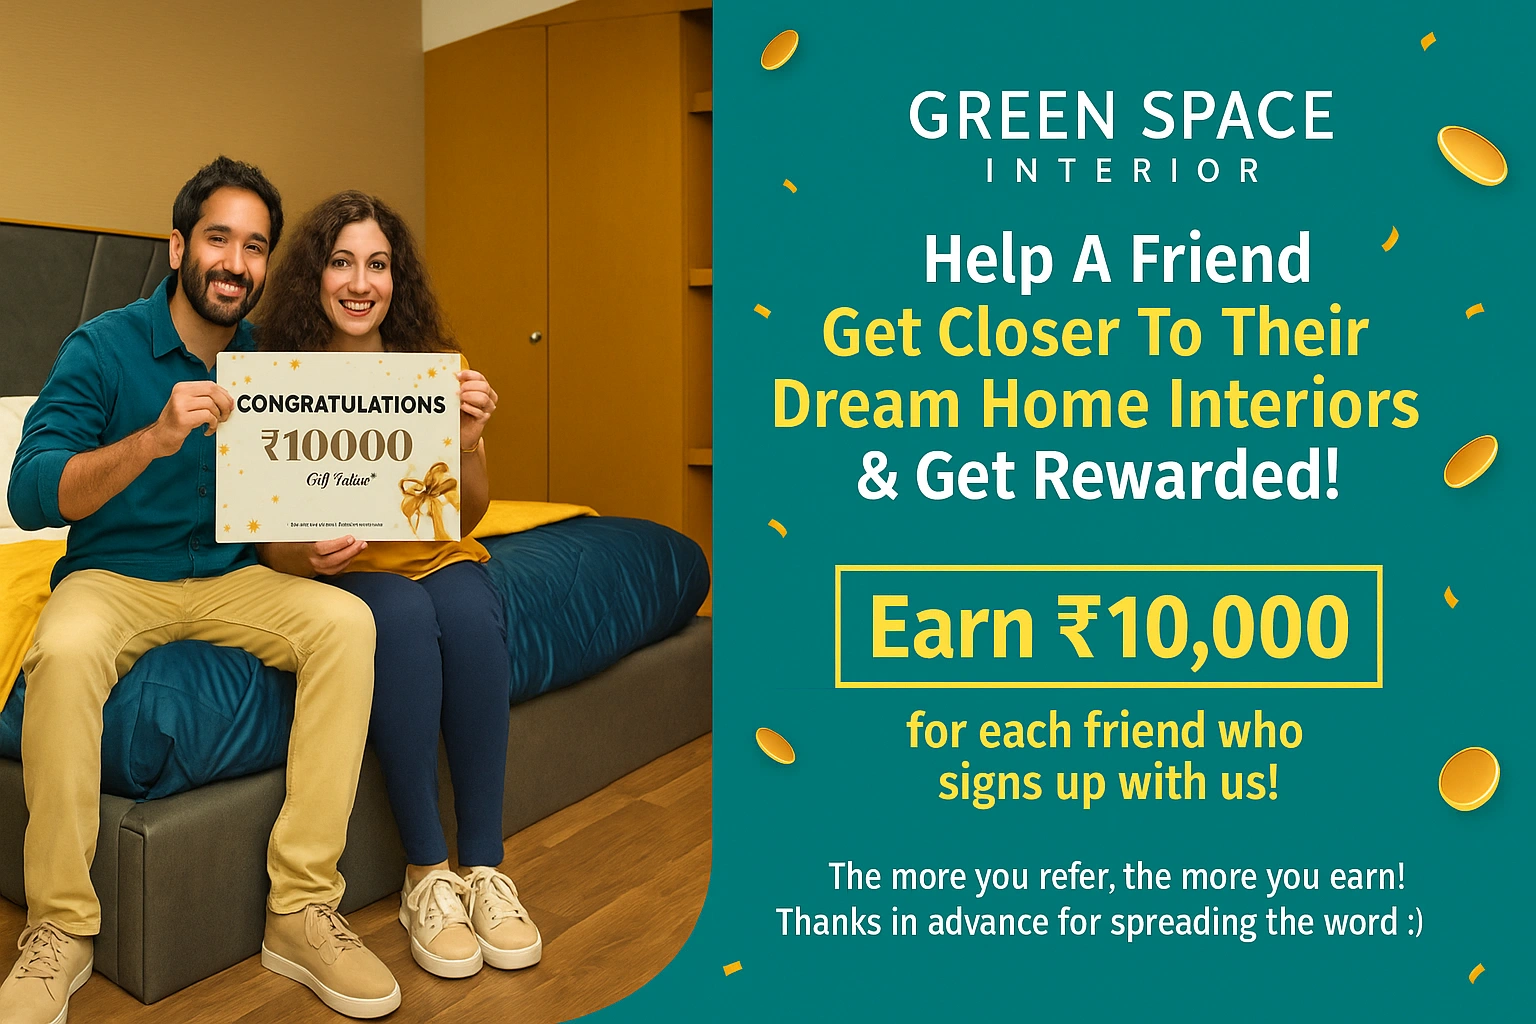 CONGRATULATIONS
₹10000
GREEN SPACE
INTERIOR
Help A Friend
Get Closer To Their
Dream Home Interiors
& Get Rewarded!
Earn ₹10,000
for each friend who
signs up with us!
The more you refer, the more you earn!
Thanks in advance for spreading the word :)